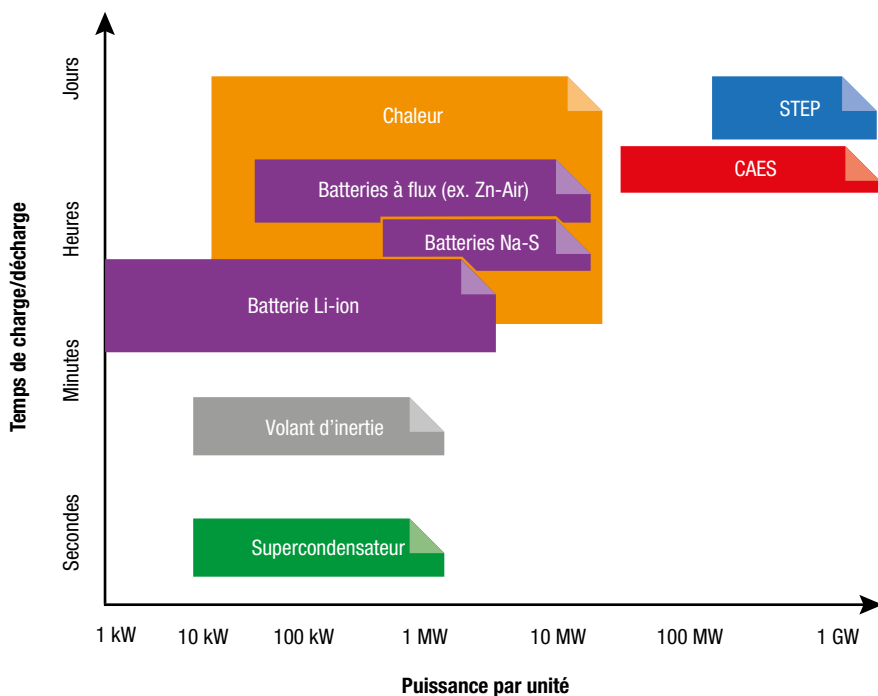 Temps de charge/décharge
Jours
Heures
Minutes
Secondes
Chaleur
STEP
CAES
Batteries à flux (ex. Zn-Air)
Batteries Na-S
Batterie Li-ion
Volant d’inertie
Supercondensateur
1 kW
10 kW
100 kW
1 MW
10 MW
100 MW
1 GW
Puissance par unité